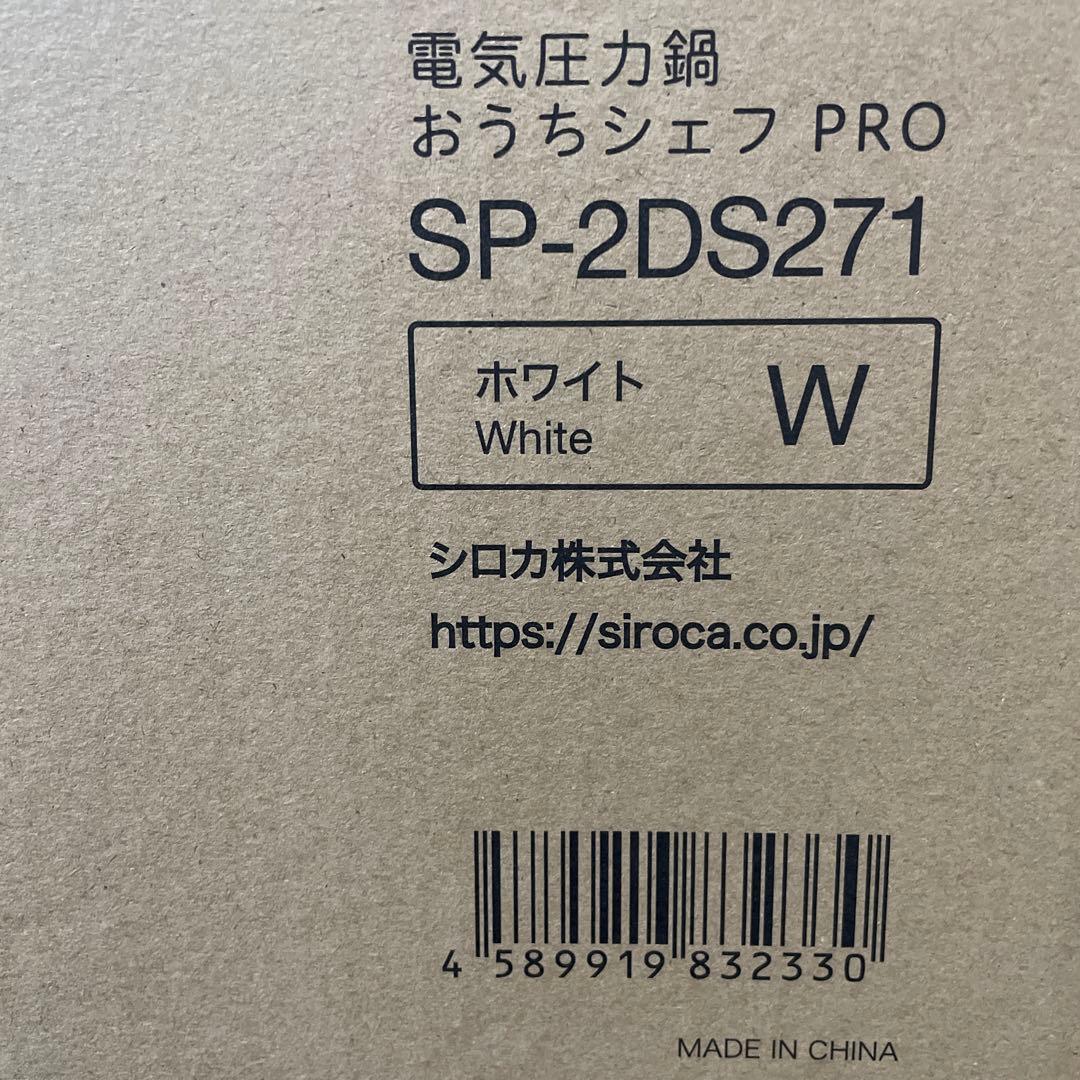 電気圧力鍋
おうちシェフ PRO
SP-2DS271
ホワイト
White
W
シロカ株式会社
https://siroca.co.jp/
4 589919 832330
MADE IN CHINA